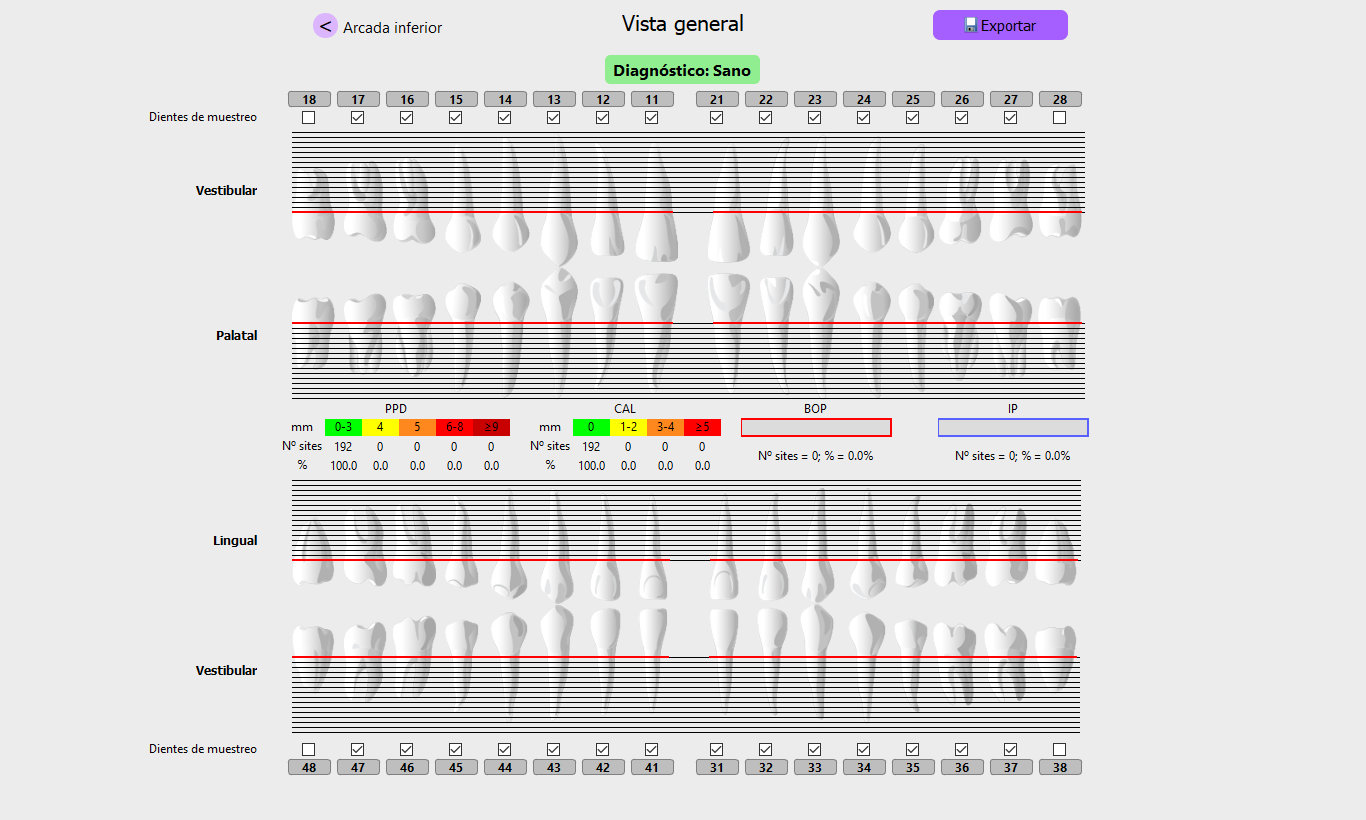 < Arcada inferior Vista general Exportar
Diagnóstico: Sano
18 17 16 15 14 13 12 11 21 22 23 24 25 26 27 28
Dientes de muestreo
Vestibular
Palatal
PPD CAL BOP IP
mm 0-3 4 5 6-8 ≥9 mm 0 1-2 3-4 ≥5
Nº sites 192 0 0 0 0 Nº sites 192 0 0 0
Nº sites = 0; % = 0.0% Nº sites = 0; % = 0.0%
% 100.0 0.0 0.0 0.0 0.0 % 100.0 0.0 0.0 0.0
Lingual
Vestibular
Dientes de muestreo
48 47 46 45 44 43 42 41 31 32 33 34 35 36 37 38